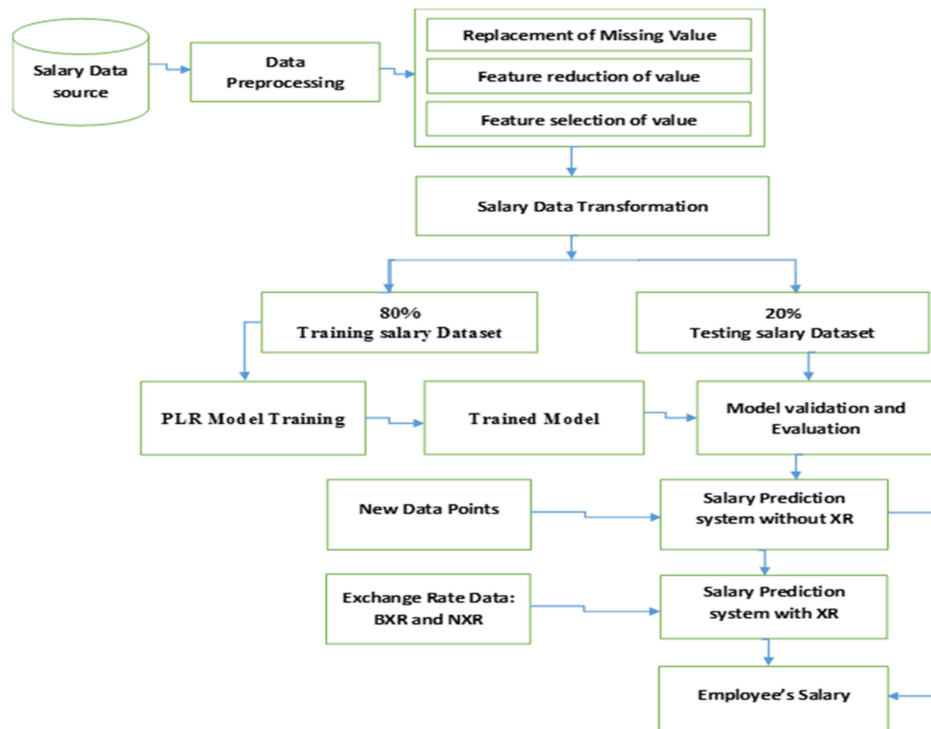 Salary Data
source
Data
Preprocessing
Replacement of Missing Value
Feature reduction of value
Feature selection of value
Salary Data Transformation
80%
Training salary Dataset
20%
Testing salary Dataset
PLR Model Training
Trained Model
Model validation and
Evaluation
New Data Points
Salary Prediction
system without XR
Exchange Rate Data:
BXR and NXR
Salary Prediction
system with XR
Employee's Salary